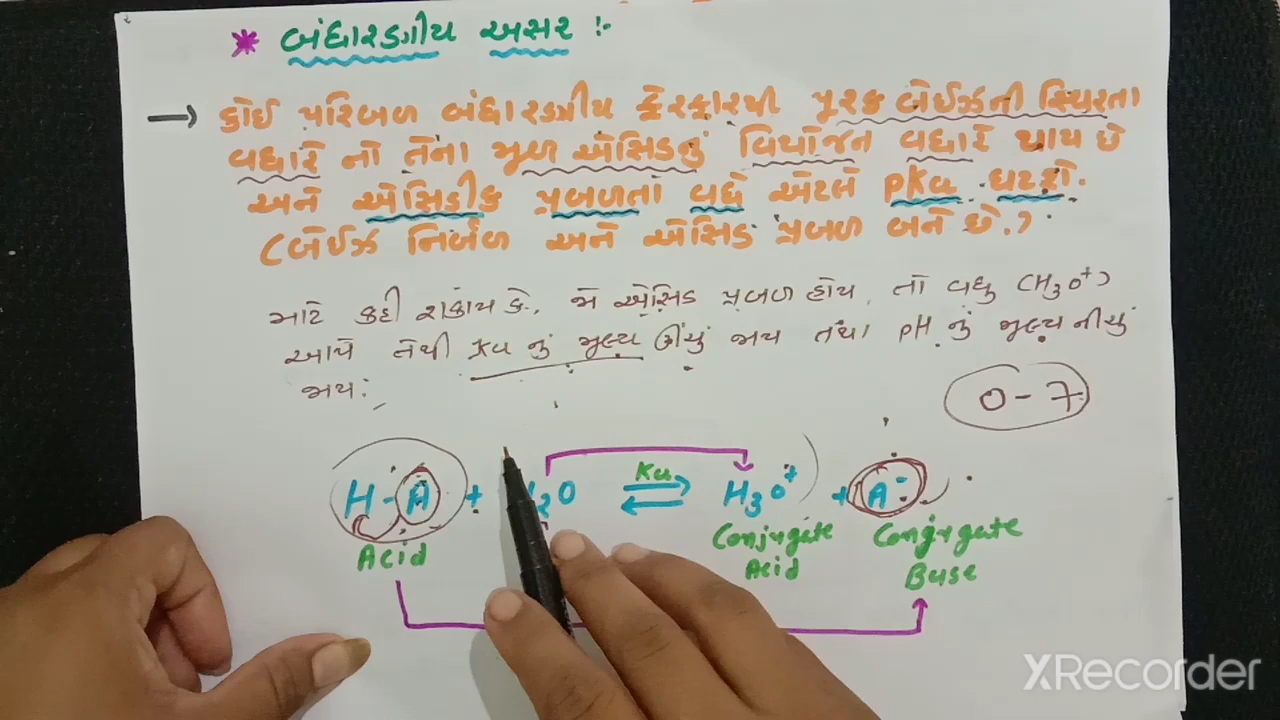 * બંધારણીય અસર :-
→ કોઈ પરિબળ બંધારણીય ફેરફારથી પૂરક બેઈઝની સ્થિરતા
વધારે તો તેના મૂળ એસિડનું વિયોજન વધારે થાય છે
અને એસિડીક પ્રબળતા વધે એટલે pKa ઘટશે.
(બેઈઝ નિર્બળ અને એસિડ પ્રબળ બને છે.)
માટે કહી શકાય કે, જો એસિડ પ્રબળ હોય, તો વધુ (H3O+)
આપે તેથી Ka નું મૂલ્ય ઊંચું જાય તથા pH નું મૂલ્ય નીચું
જાય.
0 - 7
H - A + H2O ⇌ Ka H3O+ + A-:
Acid Conjugate Acid Conjugate Base
XRecorder